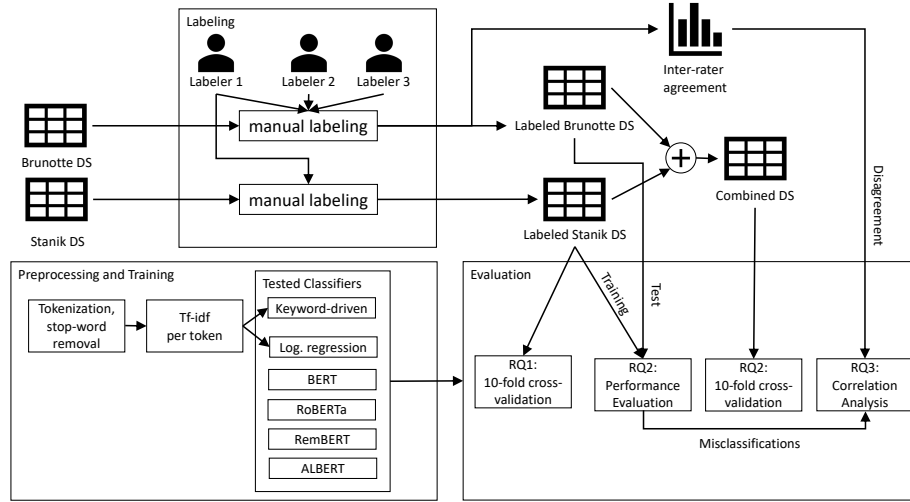 Labeling
Labeler 1
Labeler 2
Labeler 3
manual labeling
manual labeling
Brunotte DS
Stanik DS
Inter-rater
agreement
Labeled Brunotte DS
Labeled Stanik DS
Combined DS
Disagreement
Training
Test
Preprocessing and Training
Tokenization,
stop-word
removal
Tf-idf
per token
Tested Classifiers
Keyword-driven
Log. regression
BERT
RoBERTa
RemBERT
ALBERT
Evaluation
RQ1:
10-fold cross-
validation
RQ2:
Performance
Evaluation
RQ2:
10-fold cross-
validation
RQ3:
Correlation
Analysis
Misclassifications